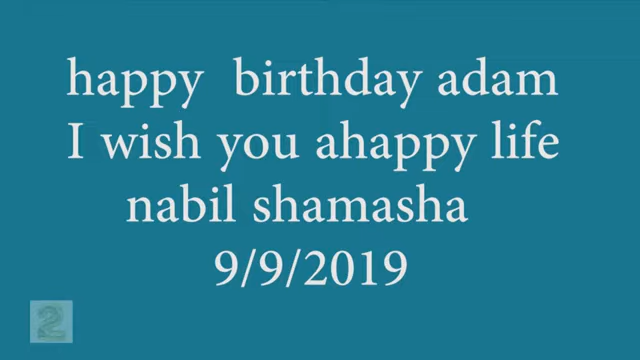 happy birthday adam
I wish you ahappy life
nabil shamasha
9/9/2019
2